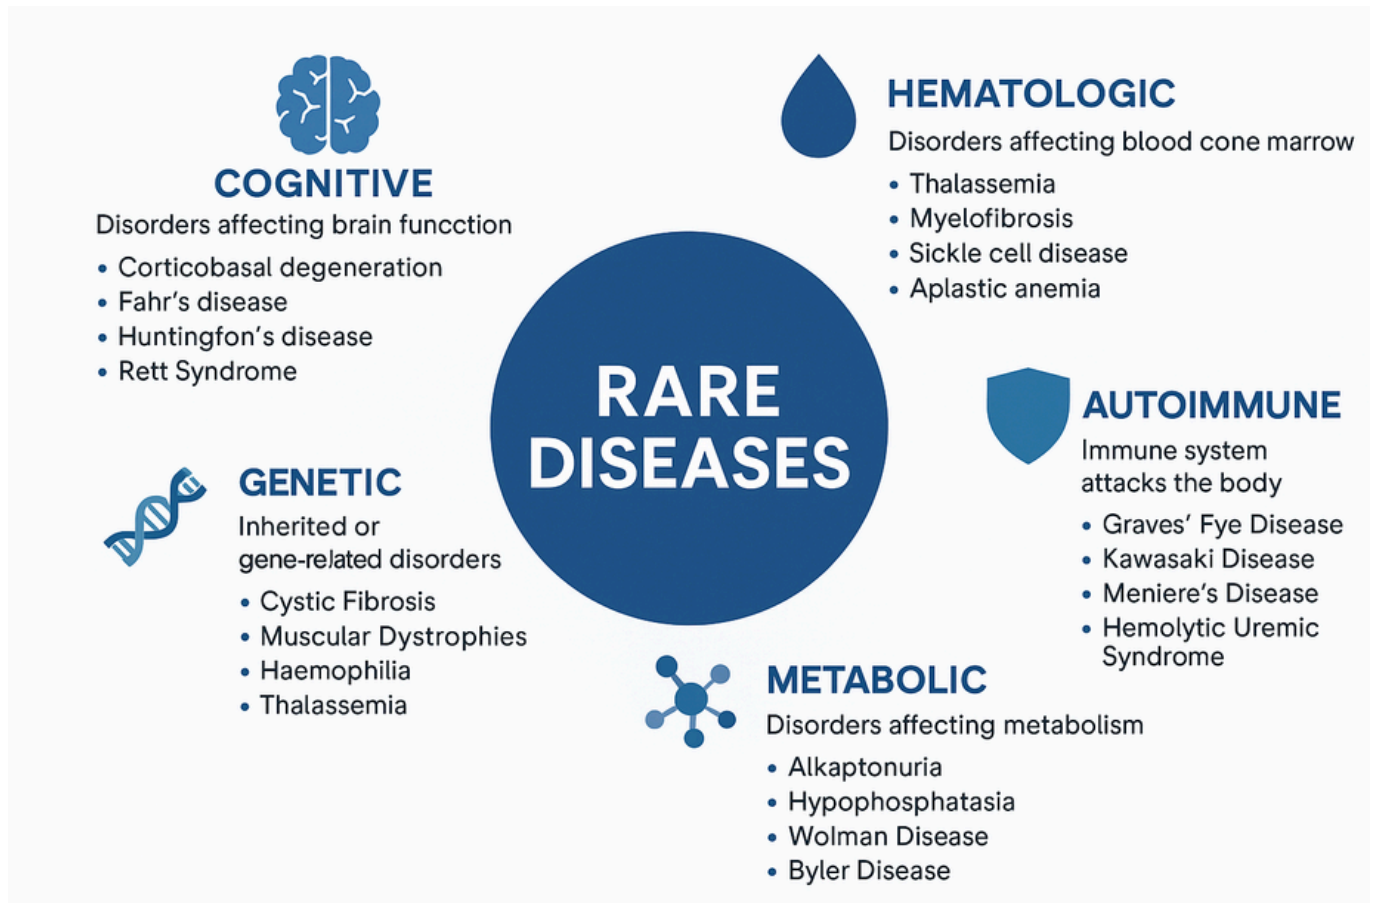 COGNITIVE
Disorders affecting brain funcction
• Corticobasal degeneration
• Fahr's disease
• Huntingfon's disease
• Rett Syndrome
HEMATOLOGIC
Disorders affecting blood cone marrow
• Thalassemia
• Myelofibrosis
• Sickle cell disease
• Aplastic anemia
RARE
DISEASES
AUTOIMMUNE
Immune system
attacks the body
• Graves' Fye Disease
• Kawasaki Disease
• Meniere's Disease
• Hemolytic Uremic
Syndrome
GENETIC
Inherited or
gene-related disorders
• Cystic Fibrosis
• Muscular Dystrophies
• Haemophilia
• Thalassemia
METABOLIC
Disorders affecting metabolism
• Alkaptonuria
• Hypophosphatasia
• Wolman Disease
• Byler Disease